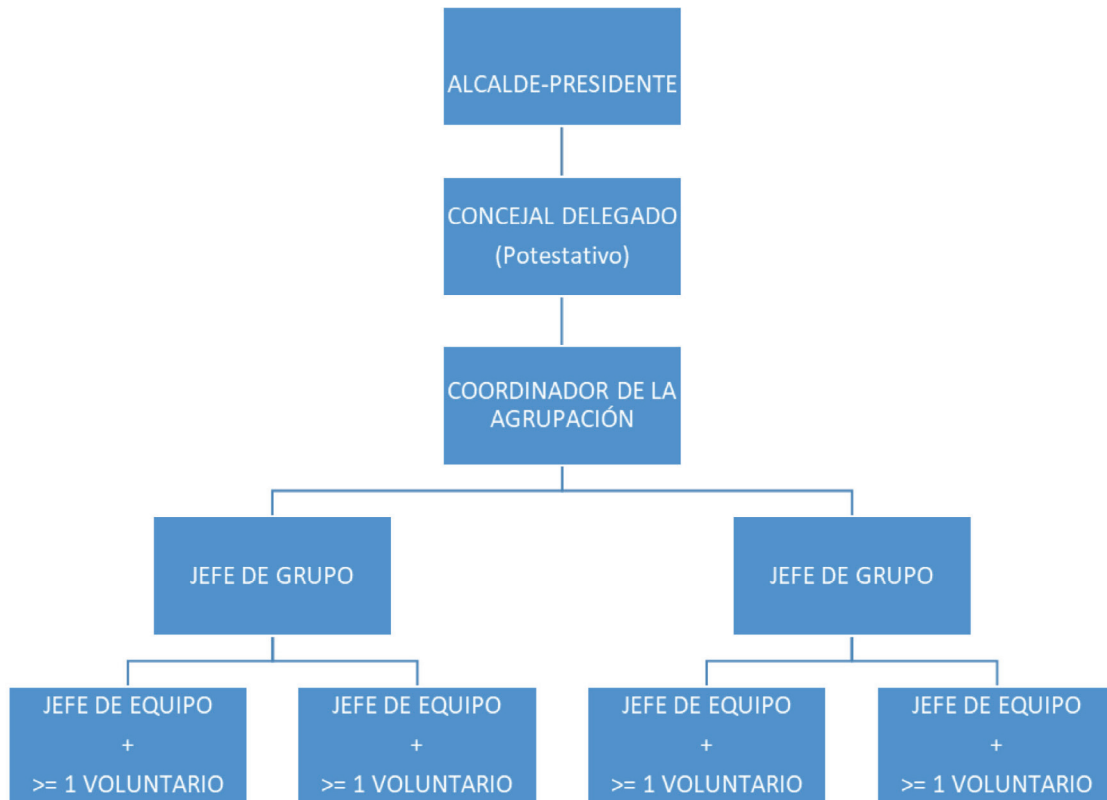 ALCALDE-PRESIDENTE
CONCEJAL DELEGADO
(Potestativo)
COORDINADOR DE LA
AGRUPACIÓN
JEFE DE GRUPO
JEFE DE GRUPO
JEFE DE EQUIPO
+
>= 1 VOLUNTARIO
JEFE DE EQUIPO
+
>= 1 VOLUNTARIO
JEFE DE EQUIPO
+
>= 1 VOLUNTARIO
JEFE DE EQUIPO
+
>= 1 VOLUNTARIO